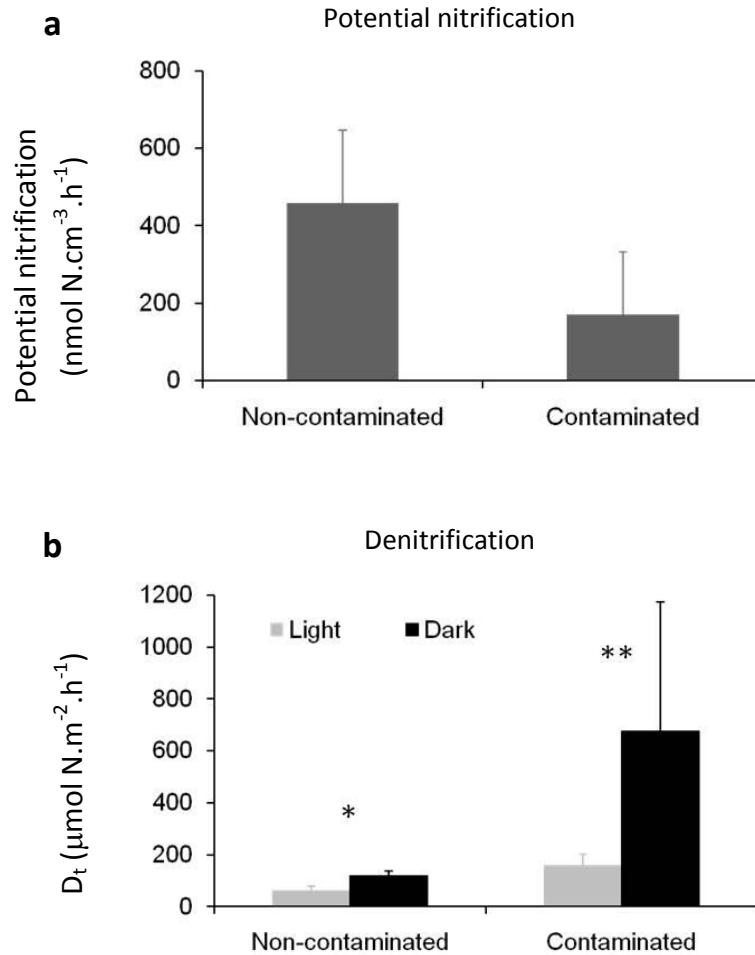 a
Potential nitrification
Potential nitrification
(nmol N.cm⁻³.h⁻¹)
800
600
400
200
0
Non-contaminated Contaminated
b
Denitrification
Dₜ (μmol N.m⁻².h⁻¹)
1200
1000
800
600
400
200
0
Light Dark
**
*
Non-contaminated Contaminated